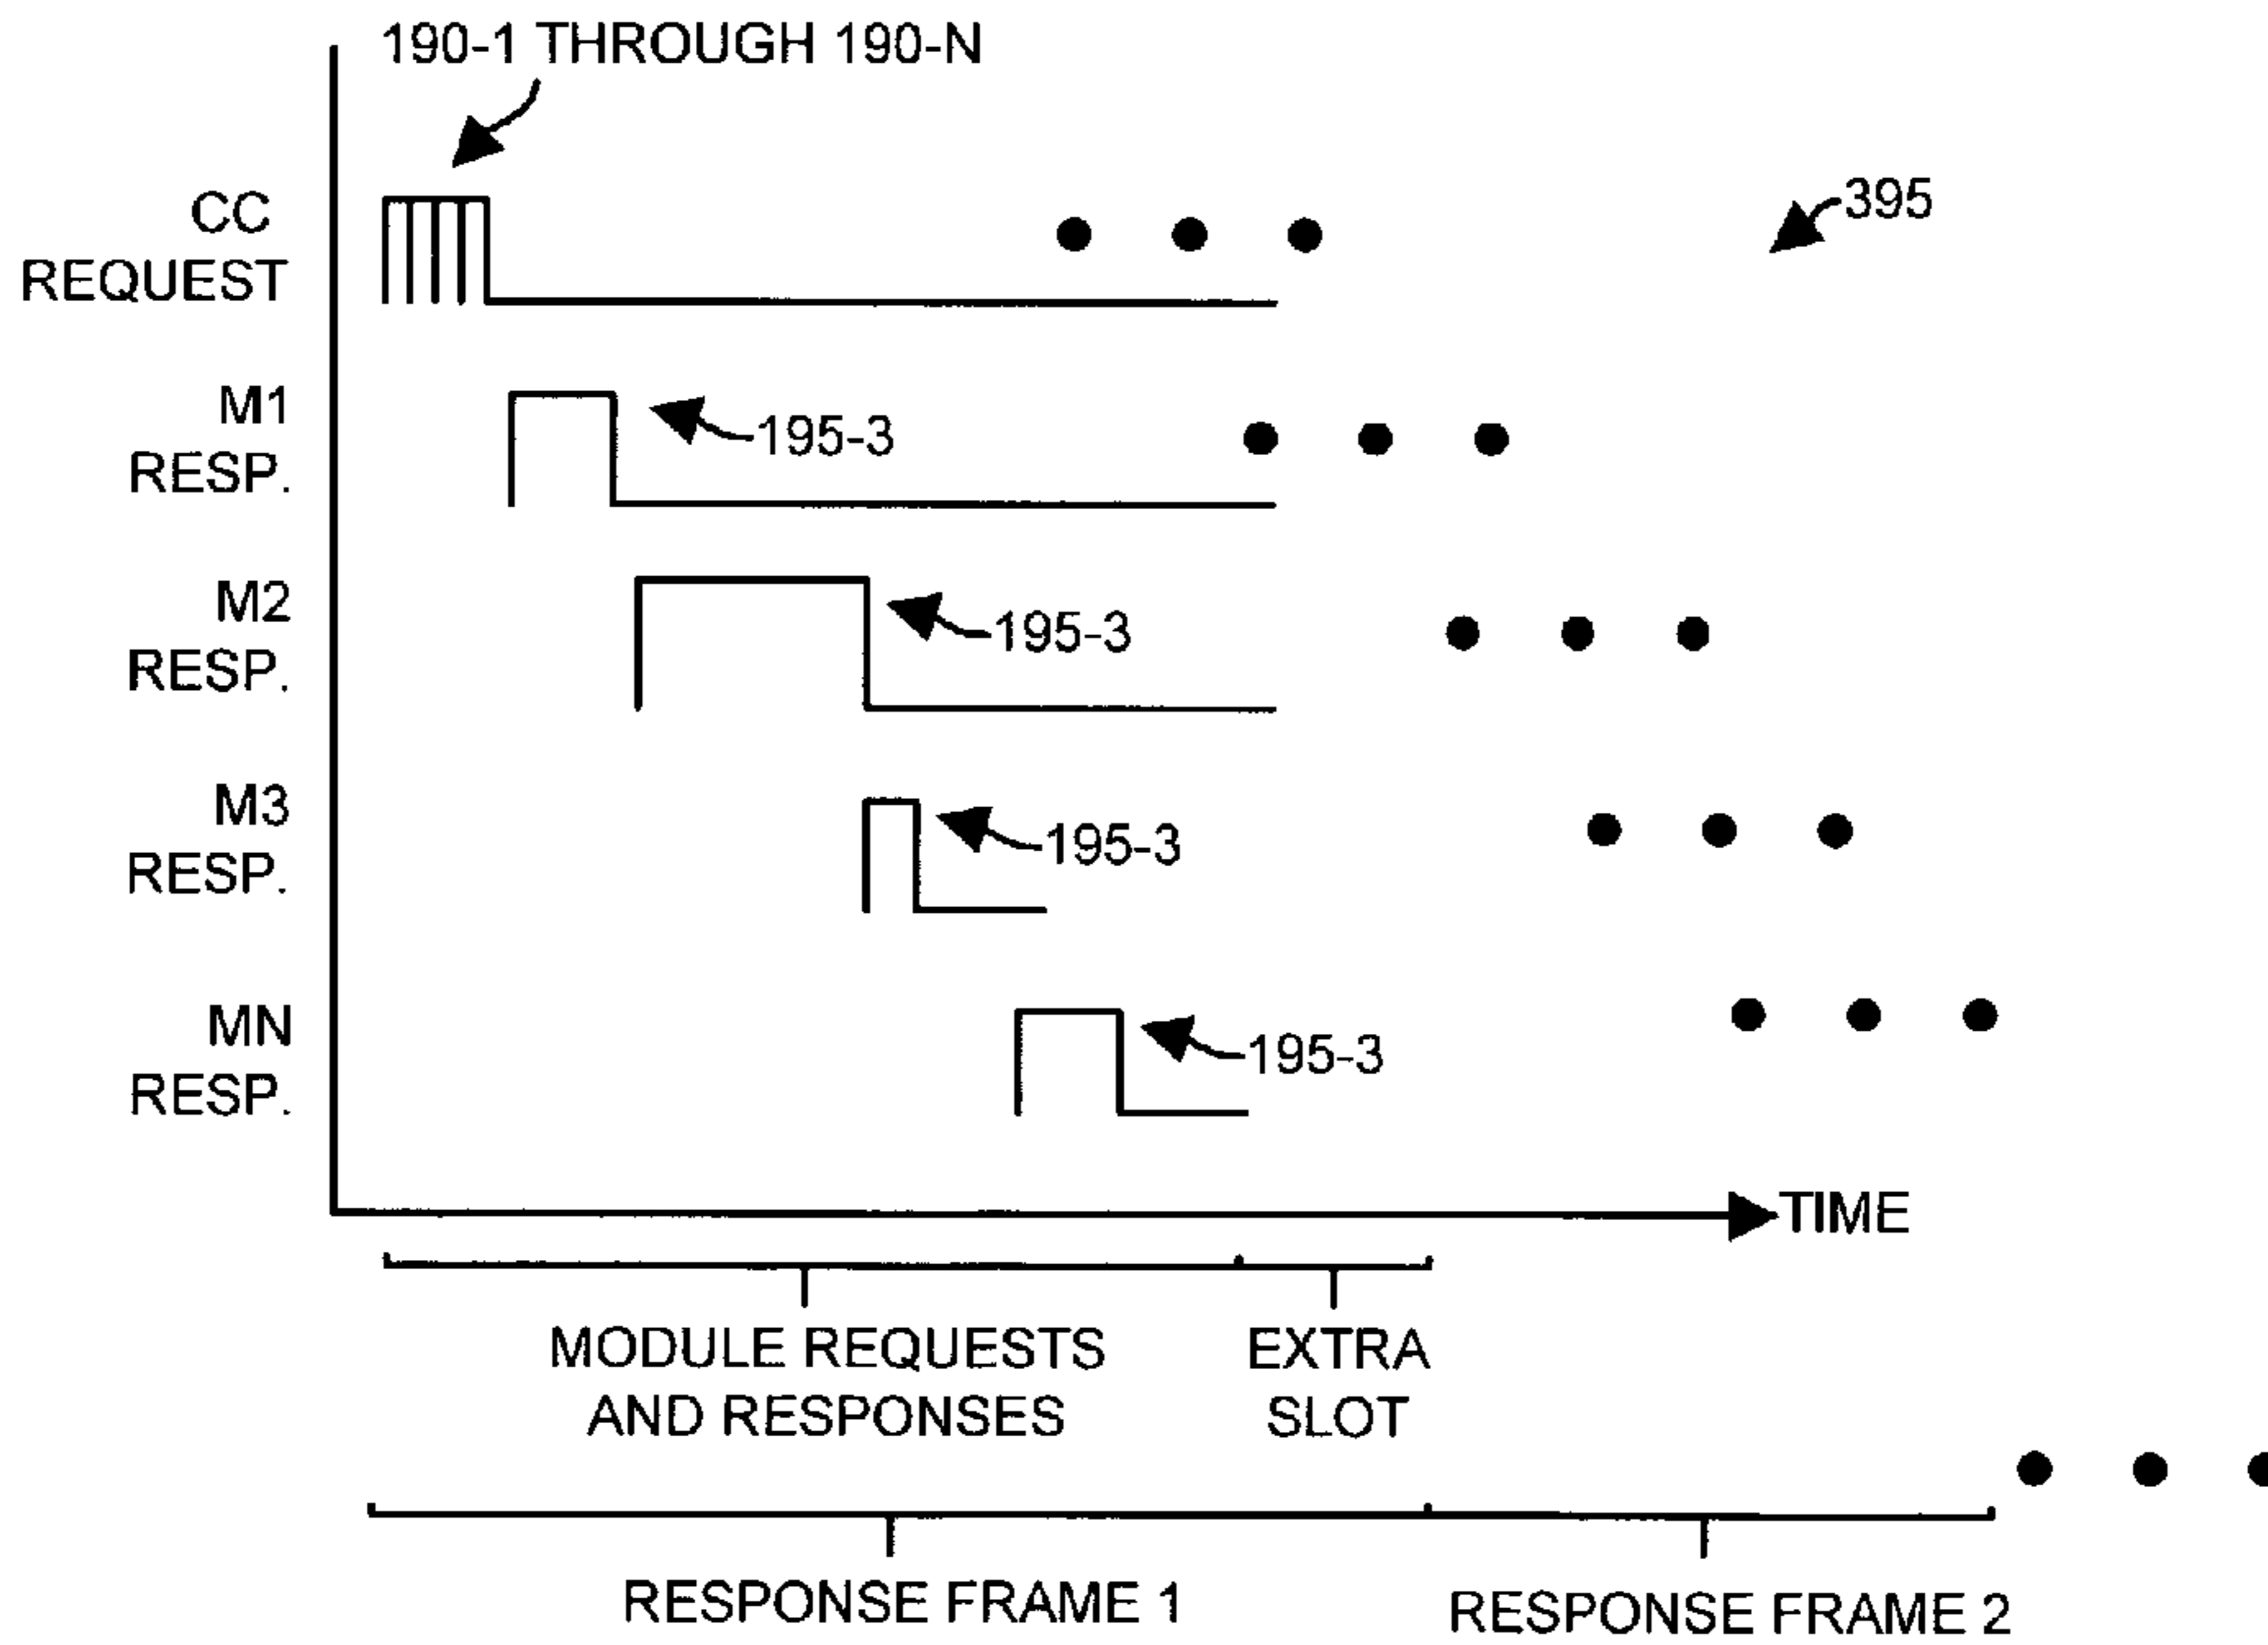 190-1 THROUGH 190-N
CC
REQUEST
395
M1
RESP.
195-3
M2
RESP.
195-3
M3
RESP.
195-3
MN
RESP.
195-3
TIME
MODULE REQUESTS
AND RESPONSES
EXTRA
SLOT
RESPONSE FRAME 1
RESPONSE FRAME 2